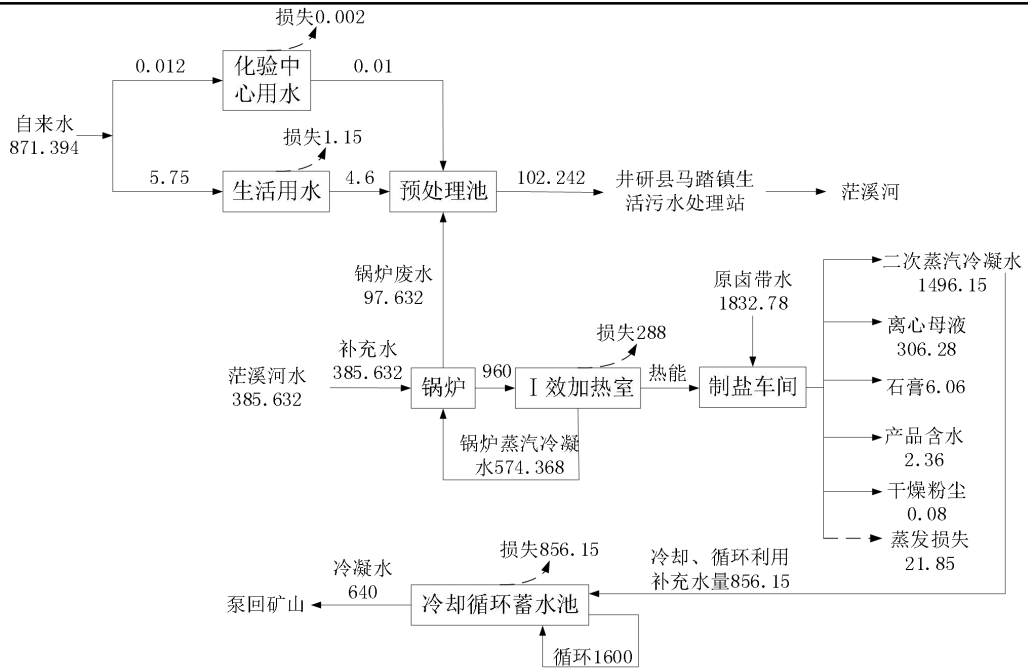 损失0.002
0.012
化验中
心用水
0.01
自来水
871.394
损失1.15
5.75
生活用水
4.6
预处理池
102.242
井研县马踏镇生
活污水处理站
茫溪河
锅炉废水
97.632
原卤带水
1832.78
二次蒸汽冷凝水
1496.15
离心母液
306.28
损失288
茫溪河水
385.632
补充水
385.632
锅炉
960
Ⅰ效加热室
热能
制盐车间
石膏6.06
锅炉蒸汽冷凝
水574.368
产品含水
2.36
干燥粉尘
0.08
蒸发损失
21.85
损失856.15
冷却、循环利用
补充水量856.15
泵回矿山
冷凝水
640
冷却循环蓄水池
循环1600